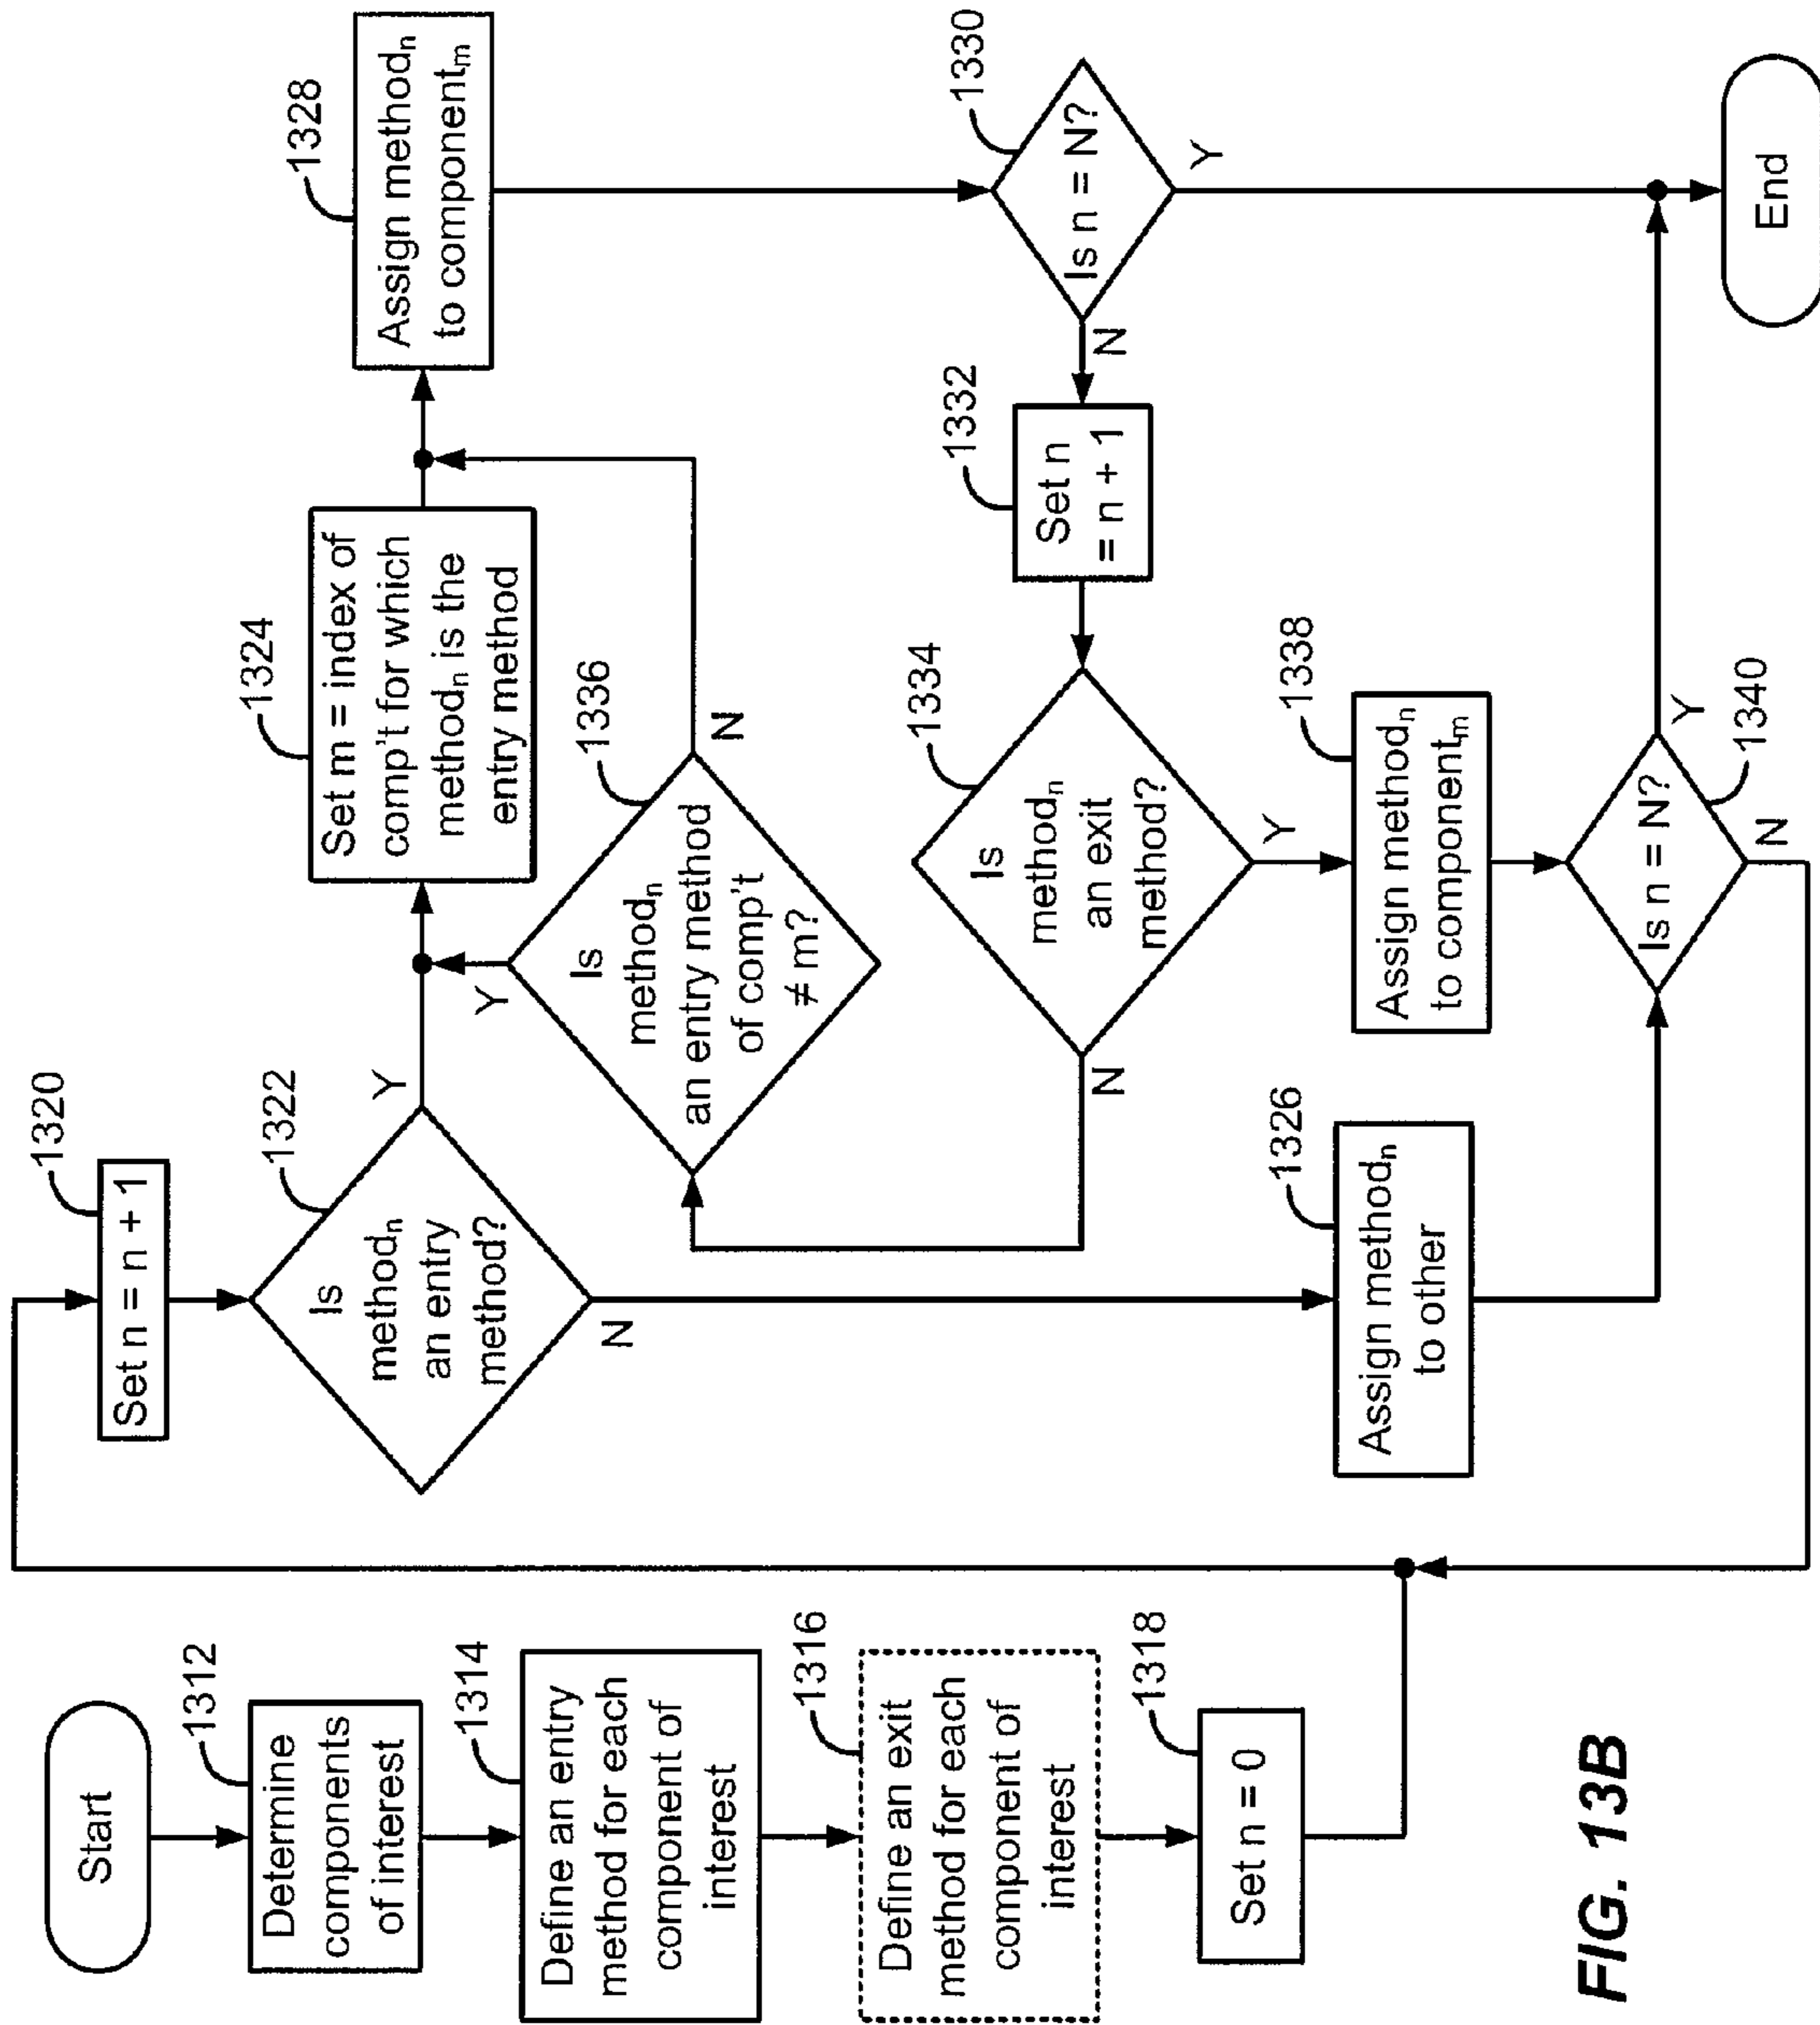 Start
1312
Determine
components
of interest
1314
Define an entry
method for each
component of
interest
1316
Define an exit
method for each
component of
interest
1318
Set n = 0
1320
Set n = n + 1
1322
Is
methodₙ
an entry
method?
Y
N
1324
Set m = index of
comp't for which
methodₙ is the
entry method
1336
Is
methodₙ
an entry method
of comp't
≠ m?
Y
N
1328
Assign methodₙ
to componentₘ
1330
Is n = N?
N
Y
1332
Set n
= n + 1
1334
Is
methodₙ
an exit
method?
N
Y
1326
Assign methodₙ
to other
1338
Assign methodₙ
to componentₘ
1340
Is n = N?
Y
N
End
FIG. 13B